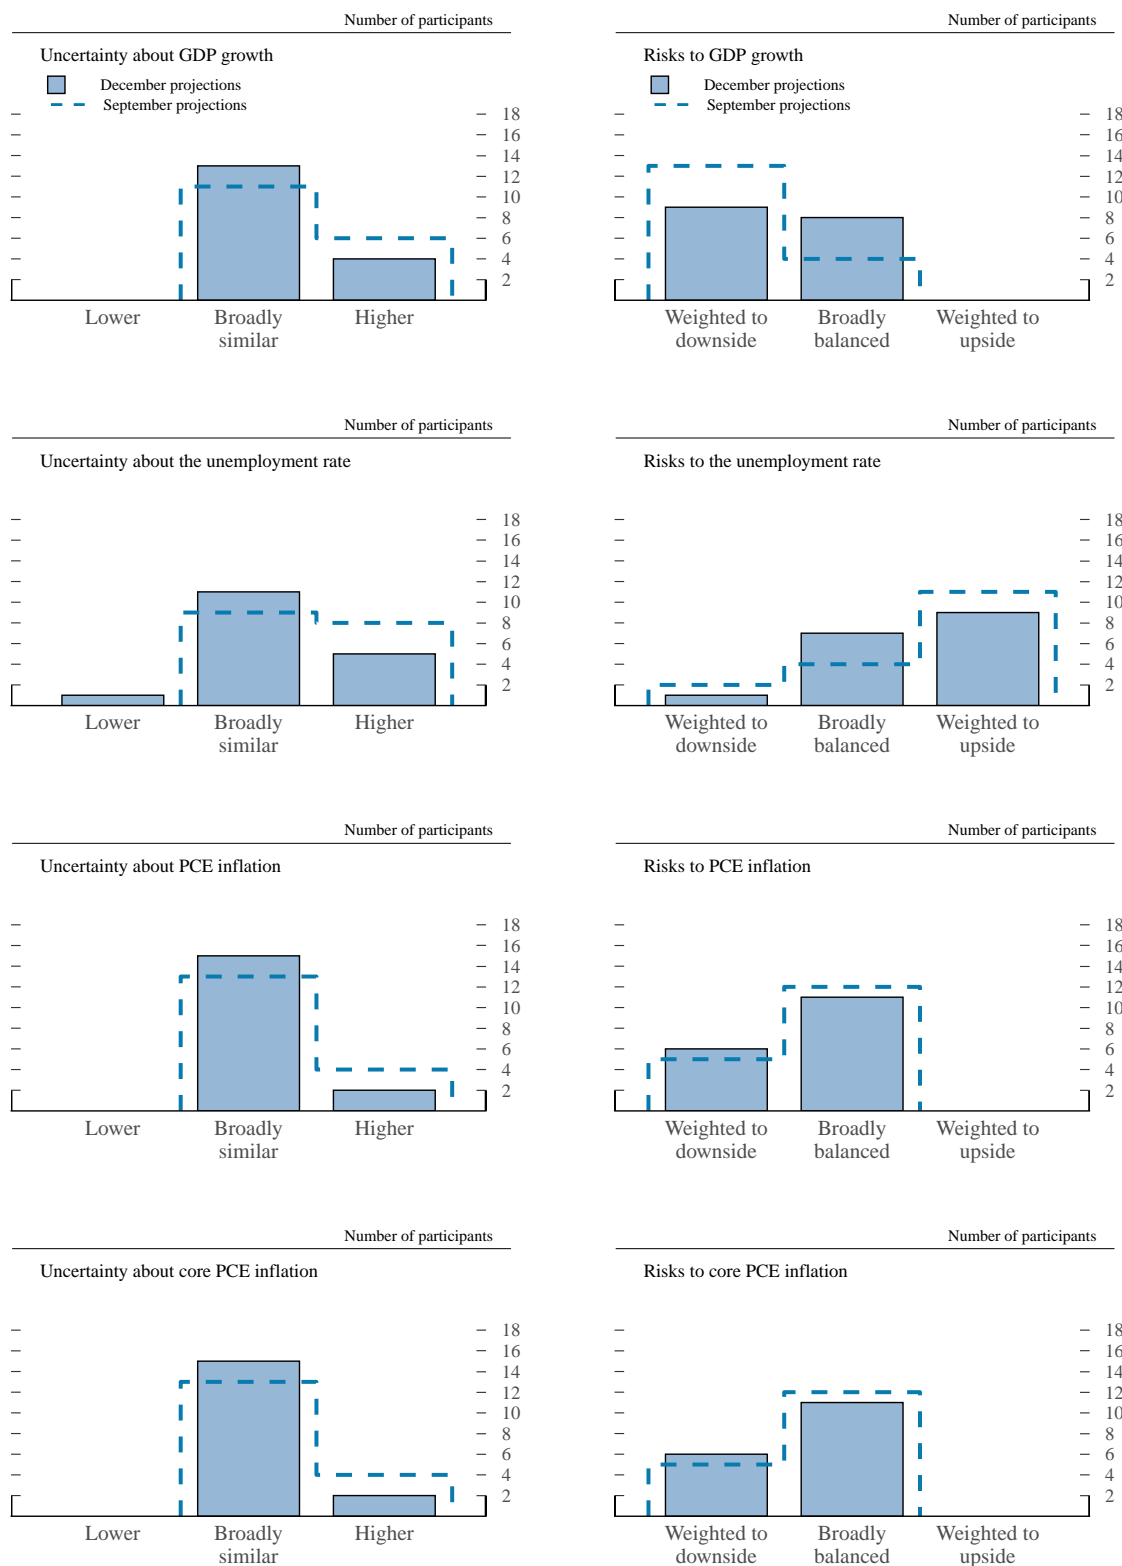 Number of participants
Uncertainty about GDP growth
December projections
September projections
18
16
14
12
10
8
6
4
2
Lower
Broadly
similar
Higher
Number of participants
Risks to GDP growth
December projections
September projections
18
16
14
12
10
8
6
4
2
Weighted to
downside
Broadly
balanced
Weighted to
upside
Number of participants
Uncertainty about the unemployment rate
18
16
14
12
10
8
6
4
2
Lower
Broadly
similar
Higher
Number of participants
Risks to the unemployment rate
18
16
14
12
10
8
6
4
2
Weighted to
downside
Broadly
balanced
Weighted to
upside
Number of participants
Uncertainty about PCE inflation
18
16
14
12
10
8
6
4
2
Lower
Broadly
similar
Higher
Number of participants
Risks to PCE inflation
18
16
14
12
10
8
6
4
2
Weighted to
downside
Broadly
balanced
Weighted to
upside
Number of participants
Uncertainty about core PCE inflation
18
16
14
12
10
8
6
4
2
Lower
Broadly
similar
Higher
Number of participants
Risks to core PCE inflation
18
16
14
12
10
8
6
4
2
Weighted to
downside
Broadly
balanced
Weighted to
upside